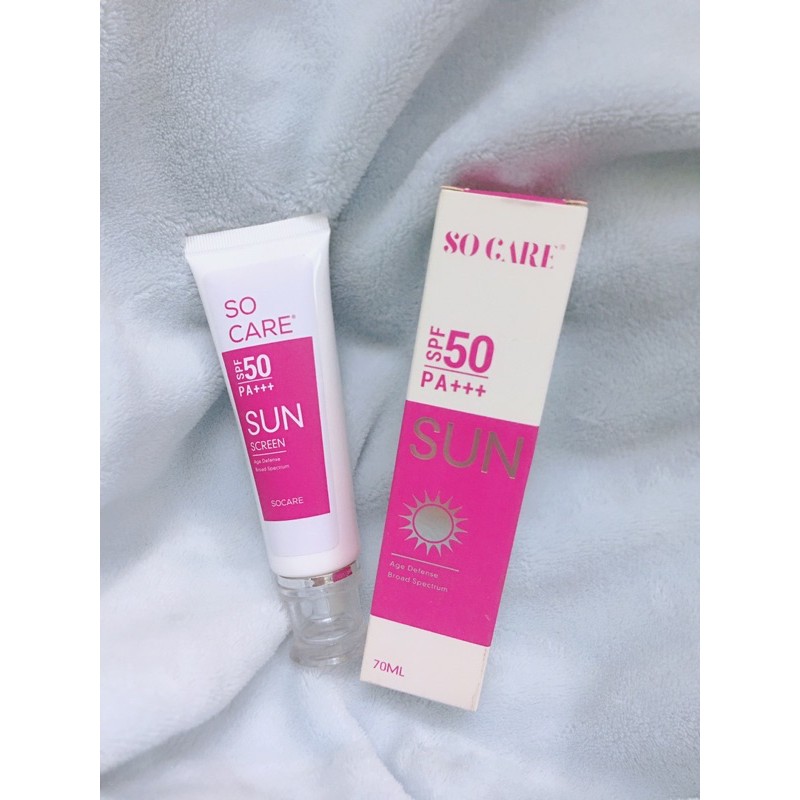 SO
CARE®
SPF 50
PA+++
SUN
SCREEN
Age Defense
Broad Spectrum
SOCARE
SO CARE®
SPF 50
PA+++
SUN
Age Defense
Broad Spectrum
70ML